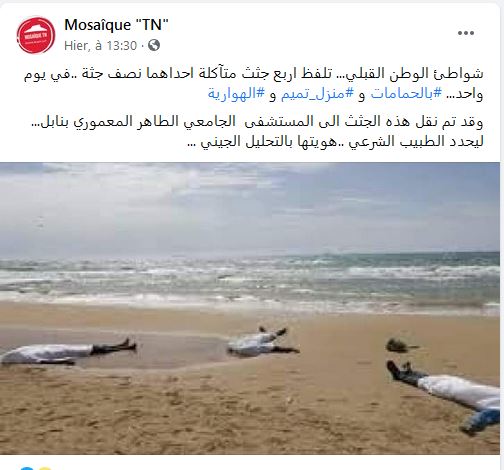 Mosaîque "TN"
Hier, à 13:30 ·
شواطئ الوطن القبلي... تلفظ اربع جثث متآكلة احداهما نصف جثة ..في يوم
واحد... #بالحمامات و #منزل_تميم و #الهوارية
وقد تم نقل هذه الجثث الى المستشفى الجامعي الطاهر المعموري بنابل...
ليحدد الطبيب الشرعي ..هويتها بالتحليل الجيني ...